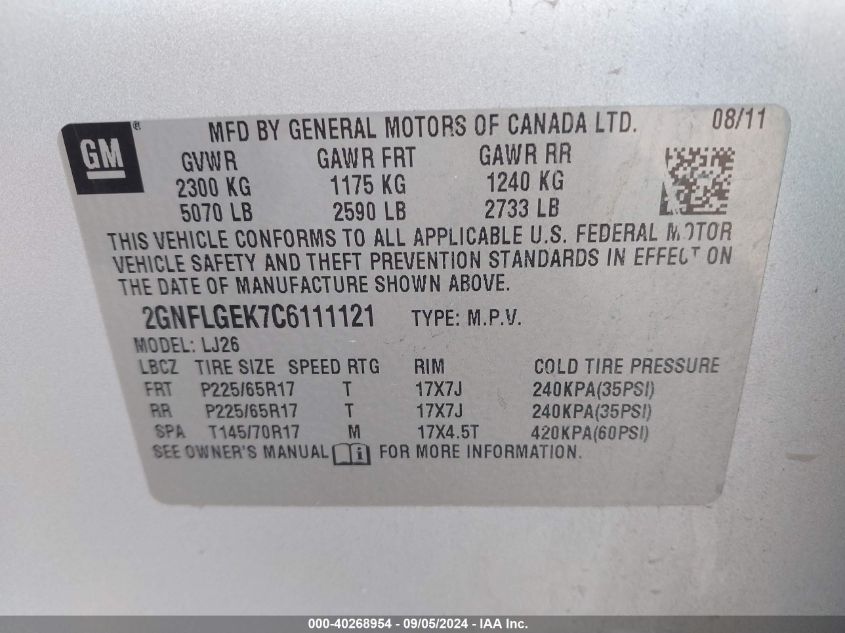 GM ® MFD BY GENERAL MOTORS OF CANADA LTD. 08/11
GVWR GAWR FRT GAWR RR
2300 KG 1175 KG 1240 KG
5070 LB 2590 LB 2733 LB
THIS VEHICLE CONFORMS TO ALL APPLICABLE U.S. FEDERAL MOTOR
VEHICLE SAFETY AND THEFT PREVENTION STANDARDS IN EFFECT ON
THE DATE OF MANUFACTURE SHOWN ABOVE.
2GNFLGEK7C6111121 TYPE: M.P.V.
MODEL: LJ26
LBCZ TIRE SIZE SPEED RTG RIM COLD TIRE PRESSURE
FRT P225/65R17 T 17X7J 240KPA(35PSI)
RR P225/65R17 T 17X7J 240KPA(35PSI)
SPA T145/70R17 M 17X4.5T 420KPA(60PSI)
SEE OWNER'S MANUAL i FOR MORE INFORMATION.
000-40268954 - 09/05/2024 - IAA Inc.